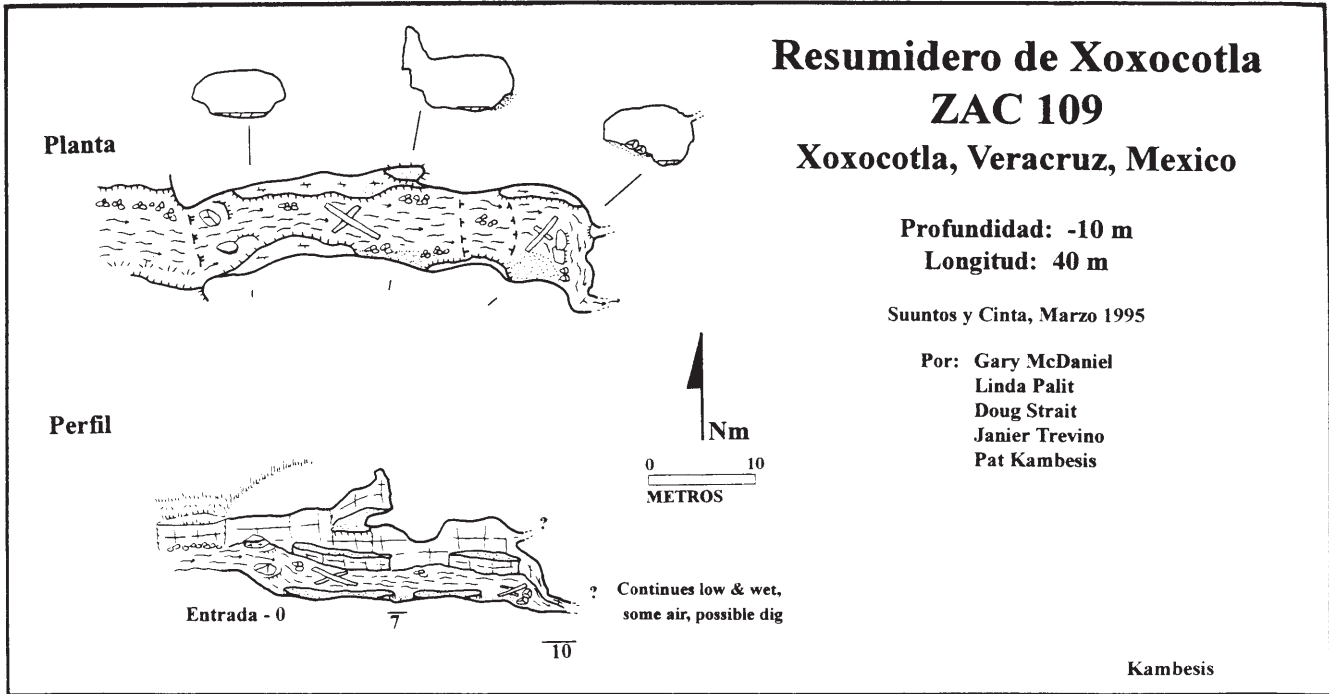 Resumidero de Xoxocotla
ZAC 109
Xoxocotla, Veracruz, Mexico
Profundidad: -10 m
Longitud: 40 m
Suuntos y Cinta, Marzo 1995
Por: Gary McDaniel
Linda Palit
Doug Strait
Janier Trevino
Pat Kambesis
Planta
Nm
0 10
METROS
Perfil
?
? Continues low & wet,
some air, possible dig
Entrada - 0
7
10
Kambesis